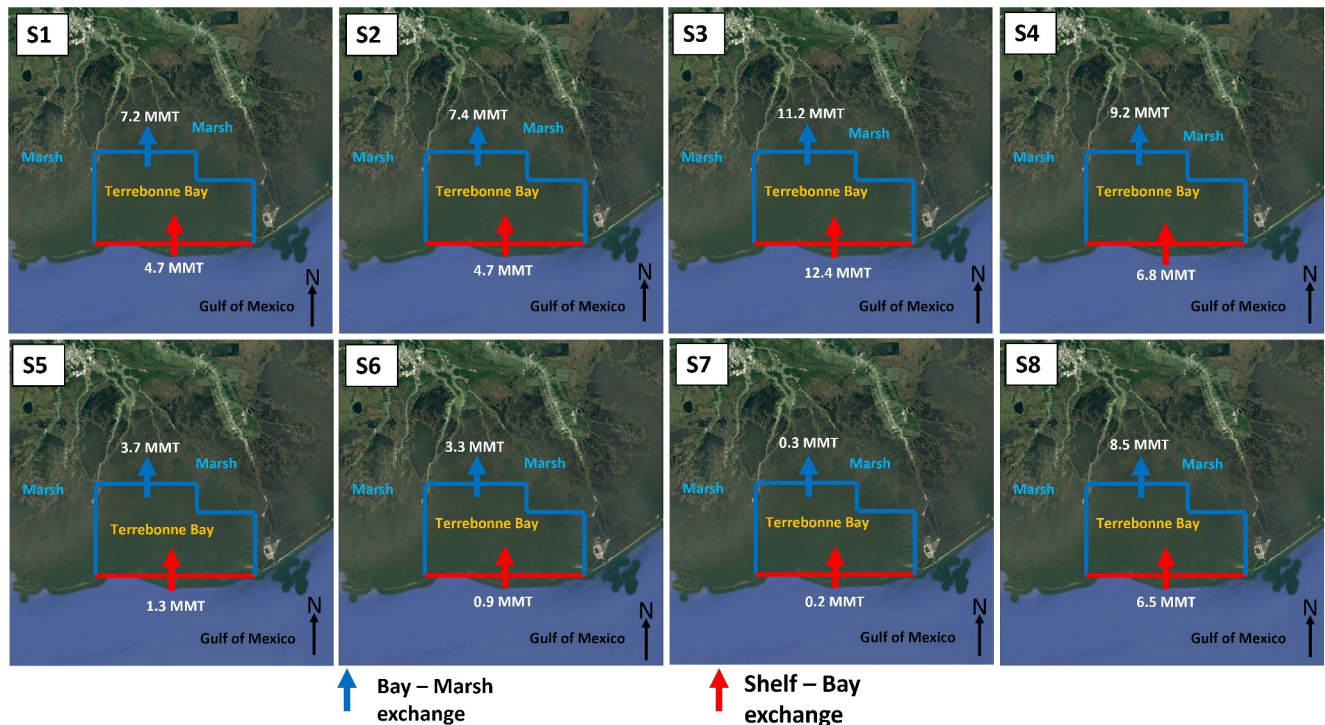 S1
7.2 MMT
Marsh
Marsh
Terrebonne Bay
4.7 MMT
N
Gulf of Mexico
S2
7.4 MMT
Marsh
Marsh
Terrebonne Bay
4.7 MMT
N
Gulf of Mexico
S3
11.2 MMT
Marsh
Marsh
Terrebonne Bay
12.4 MMT
N
Gulf of Mexico
S4
9.2 MMT
Marsh
Marsh
Terrebonne Bay
6.8 MMT
N
Gulf of Mexico
S5
3.7 MMT
Marsh
Marsh
Terrebonne Bay
1.3 MMT
N
Gulf of Mexico
S6
3.3 MMT
Marsh
Marsh
Terrebonne Bay
0.9 MMT
N
Gulf of Mexico
S7
0.3 MMT
Marsh
Marsh
Terrebonne Bay
0.2 MMT
N
Gulf of Mexico
S8
8.5 MMT
Marsh
Marsh
Terrebonne Bay
6.5 MMT
N
Gulf of Mexico
Bay – Marsh
exchange
Shelf – Bay
exchange